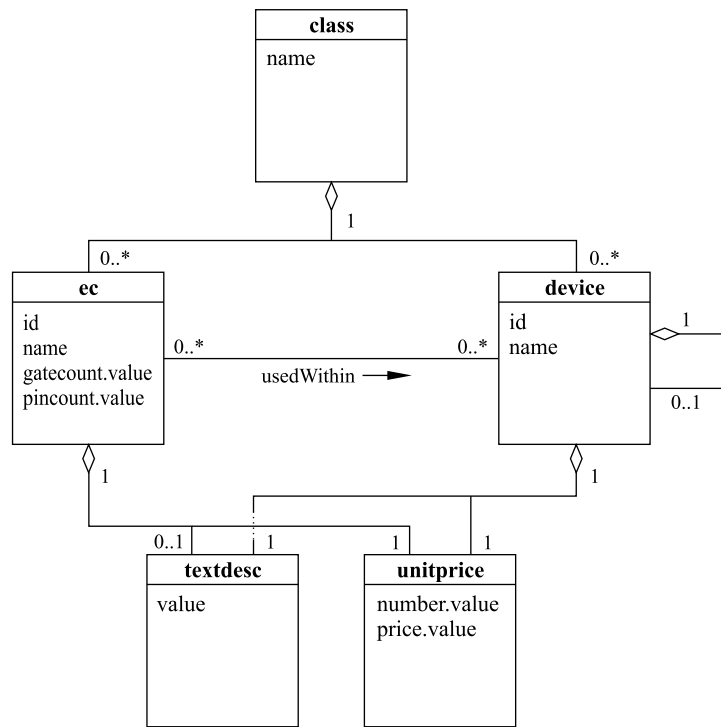 class
name
1
0..*
0..*
ec
id
name
gatecount.value
pincount.value
device
id
name
1
0..1
0..*
0..*
usedWithin
1
1
0..1
1
1
1
textdesc
value
unitprice
number.value
price.value